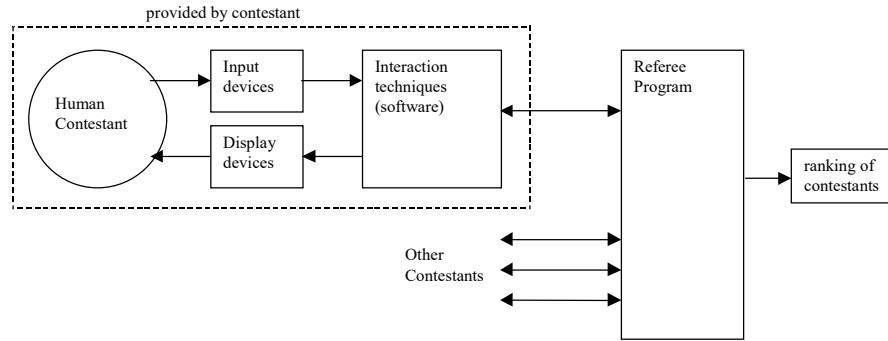 provided by contestant
Human
Contestant
Input
devices
Display
devices
Interaction
techniques
(software)
Referee
Program
ranking of
contestants
Other
Contestants